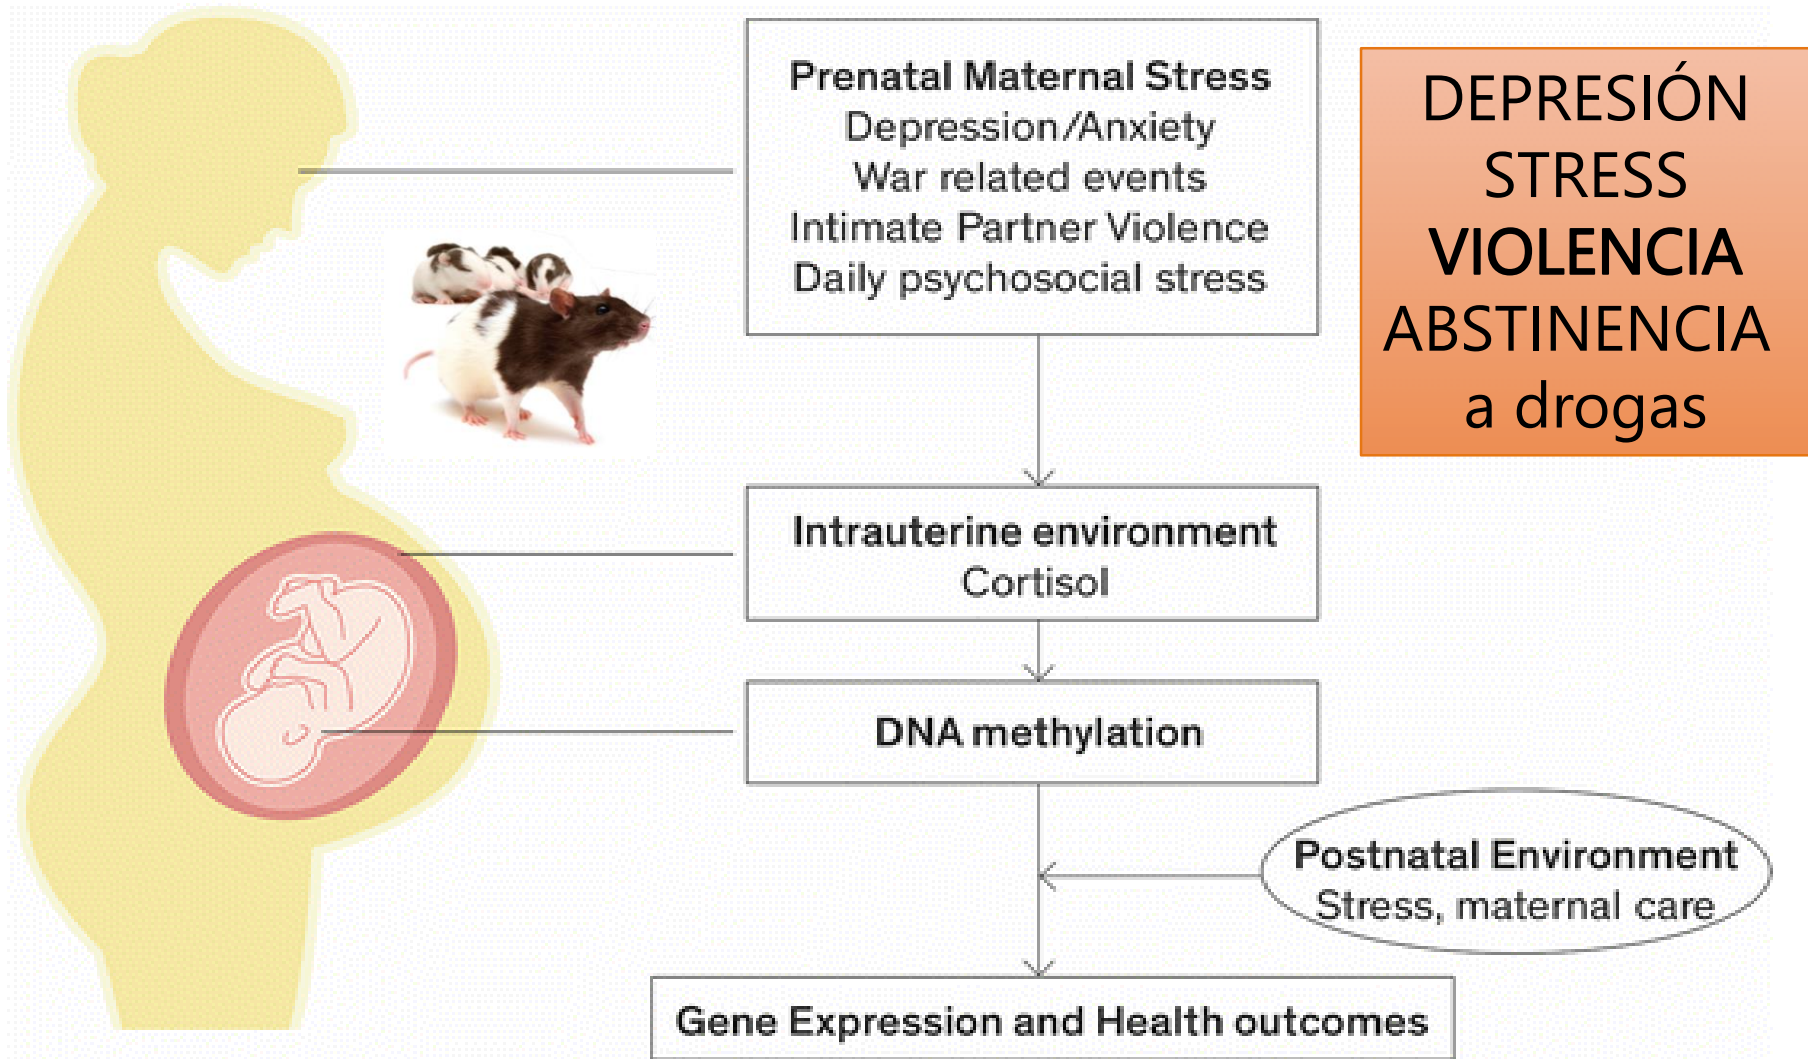 Prenatal Maternal Stress
Depression/Anxiety
War related events
Intimate Partner Violence
Daily psychosocial stress
DEPRESIÓN
STRESS
VIOLENCIA
ABSTINENCIA
a drogas
Intrauterine environment
Cortisol
DNA methylation
Postnatal Environment
Stress, maternal care
Gene Expression and Health outcomes